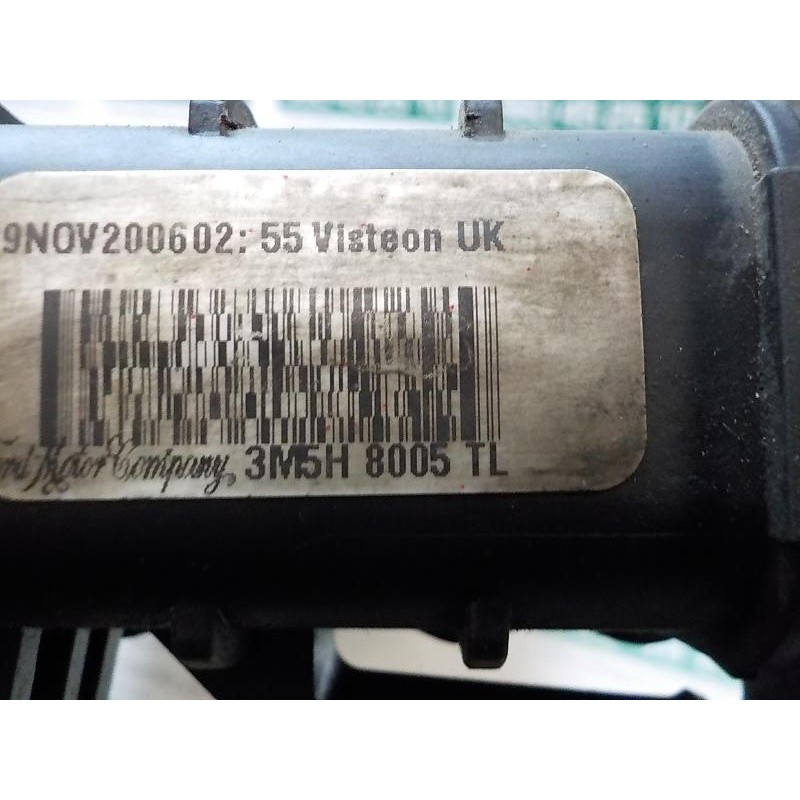 9NOV200602:55 Visteon UK
Ford Motor Company, 3M5H 8005 TL